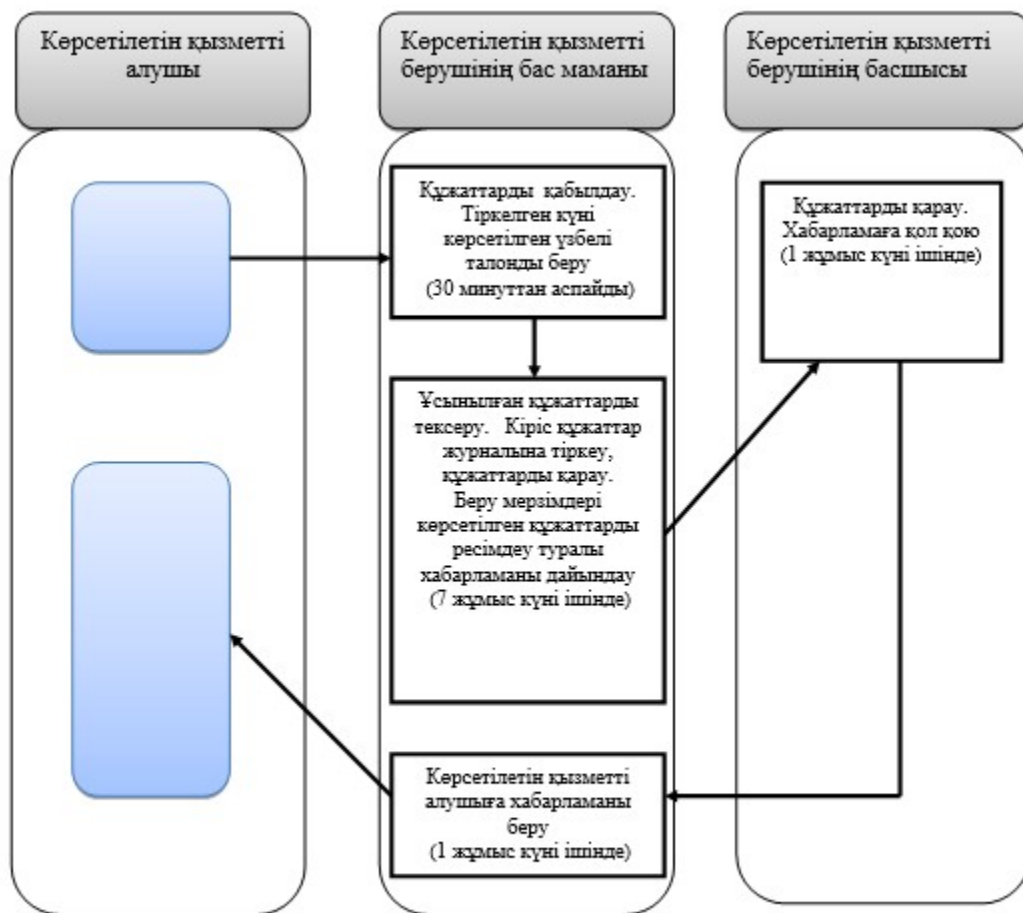 Көрсетілетін қызметті
алушы
Көрсетілетін қызметті
берушінің бас маманы
Көрсетілетін қызметті
берушінің басшысы
Құжаттарды қабылдау.
Тіркелген күні
көрсетілген үзбелі
талонды беру
(30 минуттан аспайды)
Құжаттарды қарау.
Хабарламаға қол қою
(1 жұмыс күні ішінде)
Ұсынылған құжаттарды
тексеру. Кіріс құжаттар
журналына тіркеу,
құжаттарды қарау.
Беру мерзімдері
көрсетілген құжаттарды
ресімдеу туралы
хабарламаны дайындау
(7 жұмыс күні ішінде)
Көрсетілетін қызметті
алушыға хабарламаны
беру
(1 жұмыс күні ішінде)